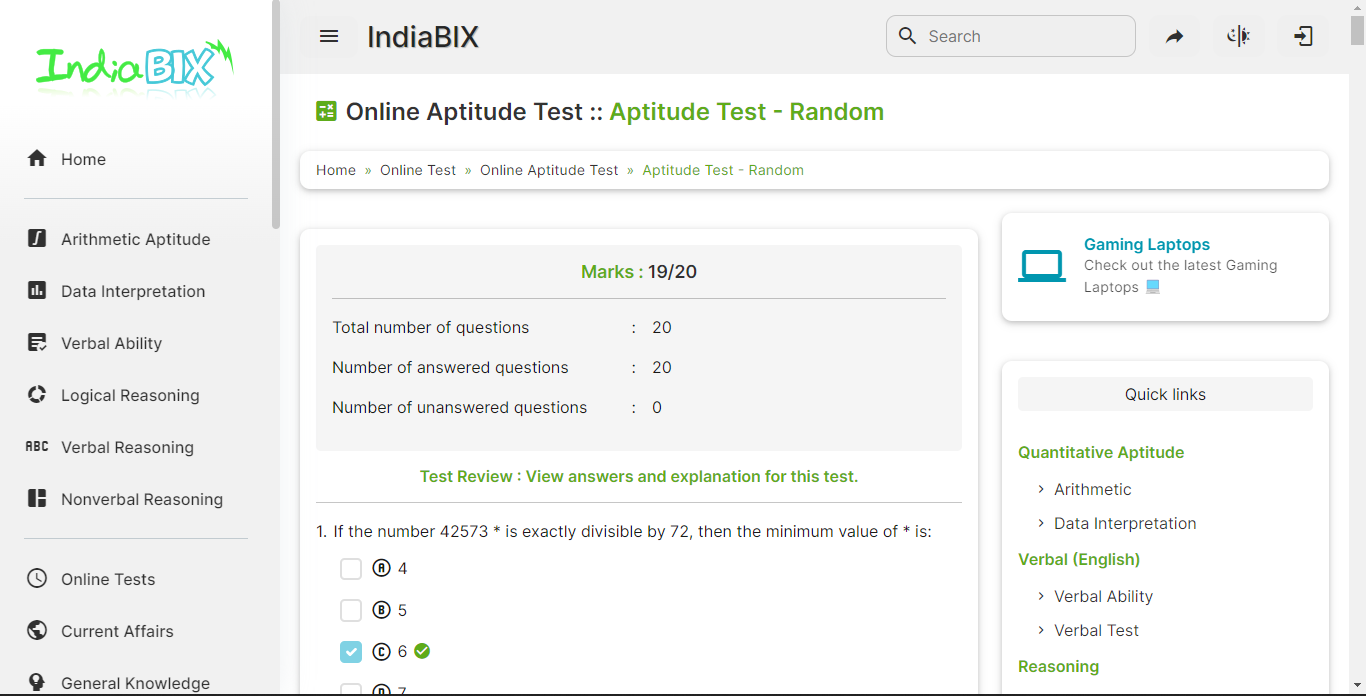 IndiaBIX
Home
Arithmetic Aptitude
Data Interpretation
Verbal Ability
Logical Reasoning
ABC Verbal Reasoning
Nonverbal Reasoning
Online Tests
Current Affairs
General Knowledge
IndiaBIX
Search
Online Aptitude Test :: Aptitude Test - Random
Home » Online Test » Online Aptitude Test » Aptitude Test - Random
Marks : 19/20
Total number of questions : 20
Number of answered questions : 20
Number of unanswered questions : 0
Test Review : View answers and explanation for this test.
1. If the number 42573 * is exactly divisible by 72, then the minimum value of * is:
A 4
B 5
C 6
D 7
Gaming Laptops
Check out the latest Gaming
Laptops
Quick links
Quantitative Aptitude
› Arithmetic
› Data Interpretation
Verbal (English)
› Verbal Ability
› Verbal Test
Reasoning